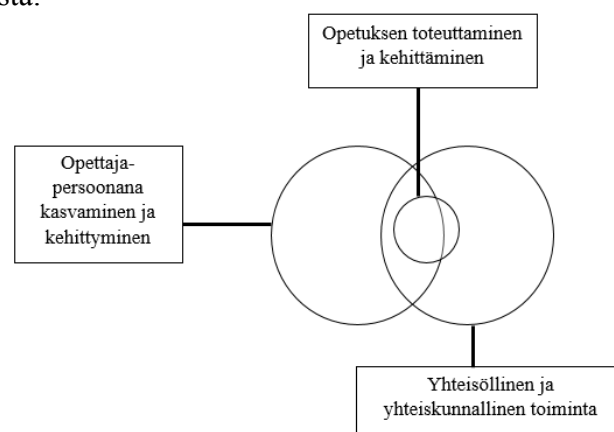 sta.
Opetuksen toteuttaminen
ja kehittäminen
Opettaja-
persoonana
kasvaminen ja
kehittyminen
Yhteisöllinen ja
yhteiskunnallinen toiminta